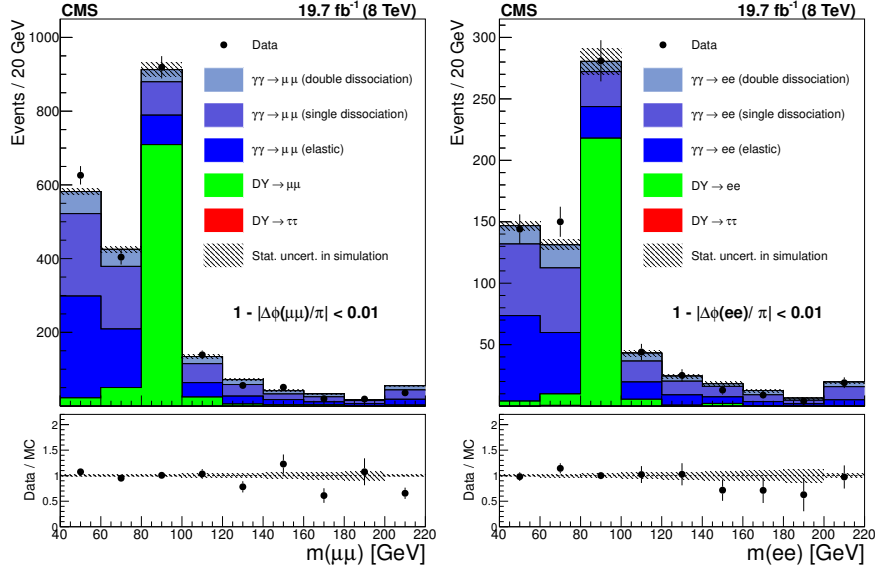 CMS 19.7 fb⁻¹ (8 TeV)
Events / 20 GeV
1000
800
600
400
200
Data
γγ→μμ (double dissociation)
γγ→μμ (single dissociation)
γγ→μμ (elastic)
DY→μμ
DY→ττ
Stat. uncert. in simulation
1 - |Δϕ(μμ)/π| < 0.01
Data / MC
2
1.5
1
0.5
0
40 60 80 100 120 140 160 180 200 220
m(μμ) [GeV]
CMS 19.7 fb⁻¹ (8 TeV)
Events / 20 GeV
300
250
200
150
100
50
Data
γγ→ee (double dissociation)
γγ→ee (single dissociation)
γγ→ee (elastic)
DY→ee
DY→ττ
Stat. uncert. in simulation
1 - |Δϕ(ee)/ π| < 0.01
Data / MC
2
1.5
1
0.5
0
40 60 80 100 120 140 160 180 200 220
m(ee) [GeV]